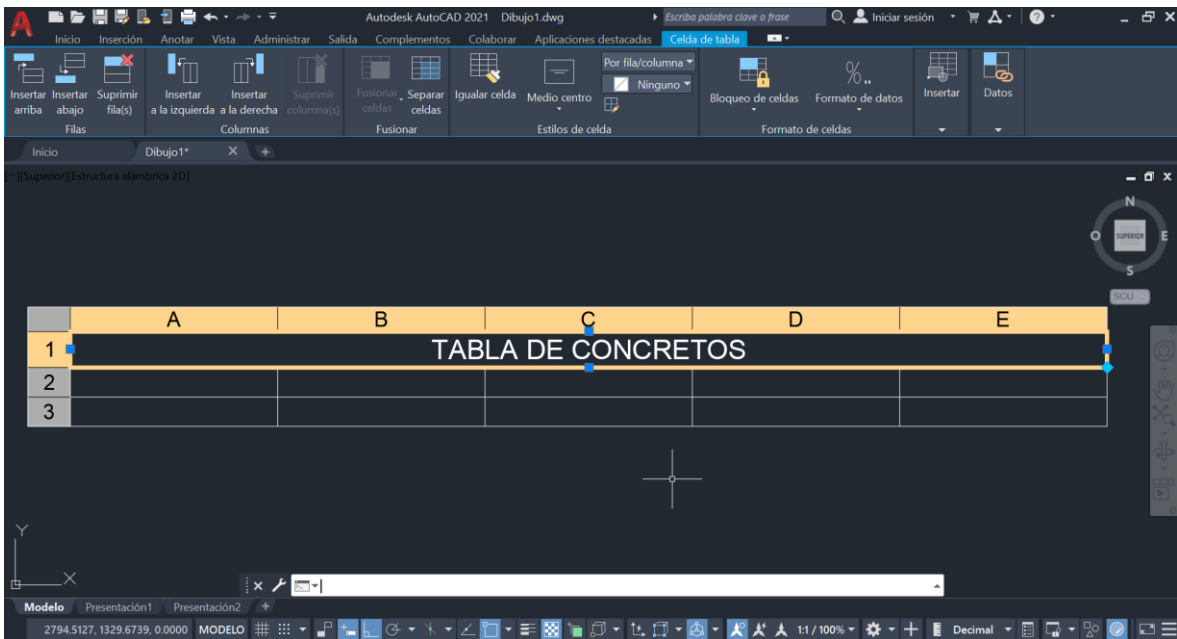 Autodesk AutoCAD 2021 Dibujo1.dwg Escriba palabra clave o frase Iniciar sesión
Inicio Inserción Anotar Vista Administrar Salida Complementos Colaborar Aplicaciones destacadas Celda de tabla
Insertar arriba
Insertar abajo
Suprimir fila(s)
Insertar a la izquierda
Insertar a la derecha
Suprimir columna(s)
Fusionar celdas
Separar celdas
Igualar celda
Medio centro
Por fila/columna
Ninguno
Bloqueo de celdas
%..
Formato de datos
Insertar
Datos
Filas Columnas Fusionar Estilos de celda Formato de celdas
Inicio Dibujo1* X +
[−][Superior][Estructura alámbrica 2D]
N
O SUPERIOR E
S
SCU
A B C D E
1 TABLA DE CONCRETOS
2
3
Y
X
Modelo Presentación1 Presentación2 +
2794.5127, 1329.6739, 0.0000 MODELO 1:1 / 100% Decimal